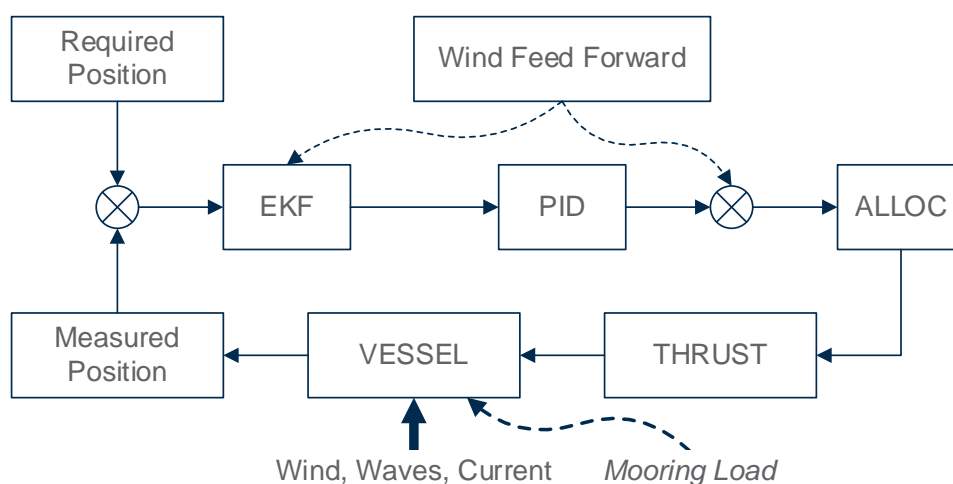 Required
Position
Wind Feed Forward
EKF
PID
ALLOC
Measured
Position
VESSEL
THRUST
Wind, Waves, Current
Mooring Load